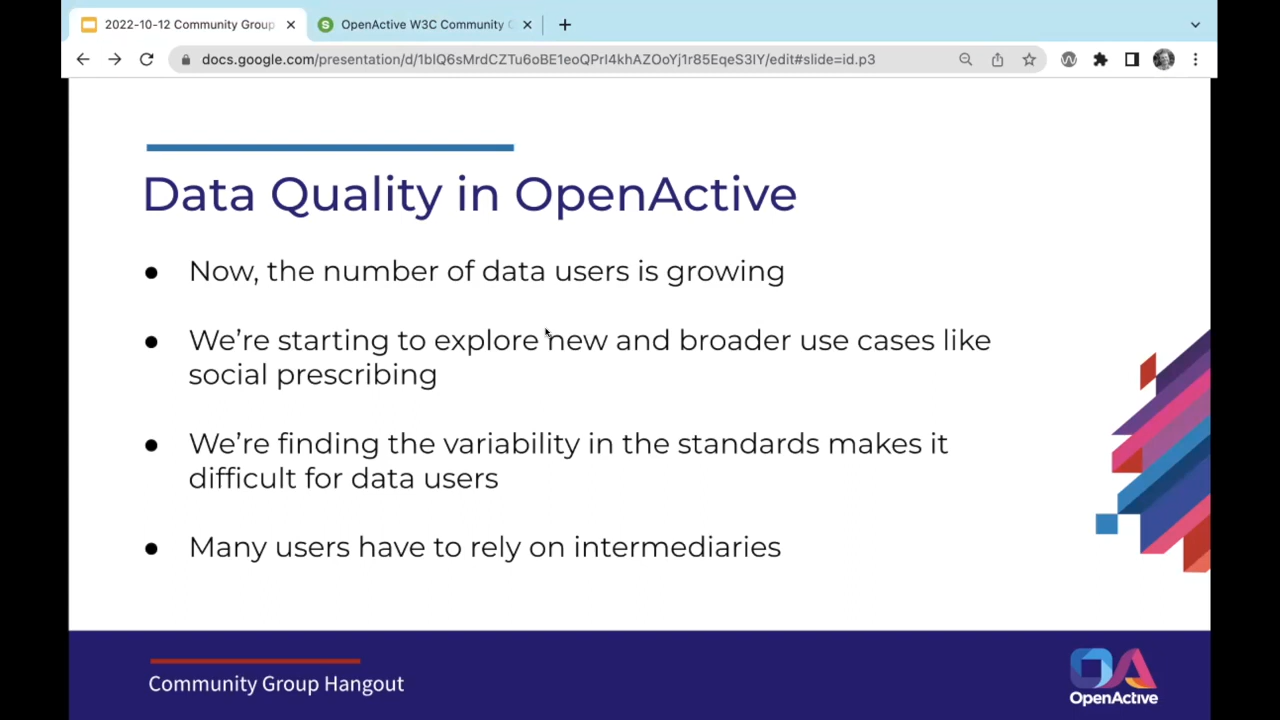 2022-10-12 Community Group
OpenActive W3C Community
docs.google.com/presentation/d/1blQ6sMrdCZTu6oBE1eoQPrI4khAZOoYj1r85EqeS3IY/edit#slide=id.p3
Data Quality in OpenActive
● Now, the number of data users is growing
● We’re starting to explore new and broader use cases like
social prescribing
● We’re finding the variability in the standards makes it
difficult for data users
● Many users have to rely on intermediaries
Community Group Hangout
OpenActive